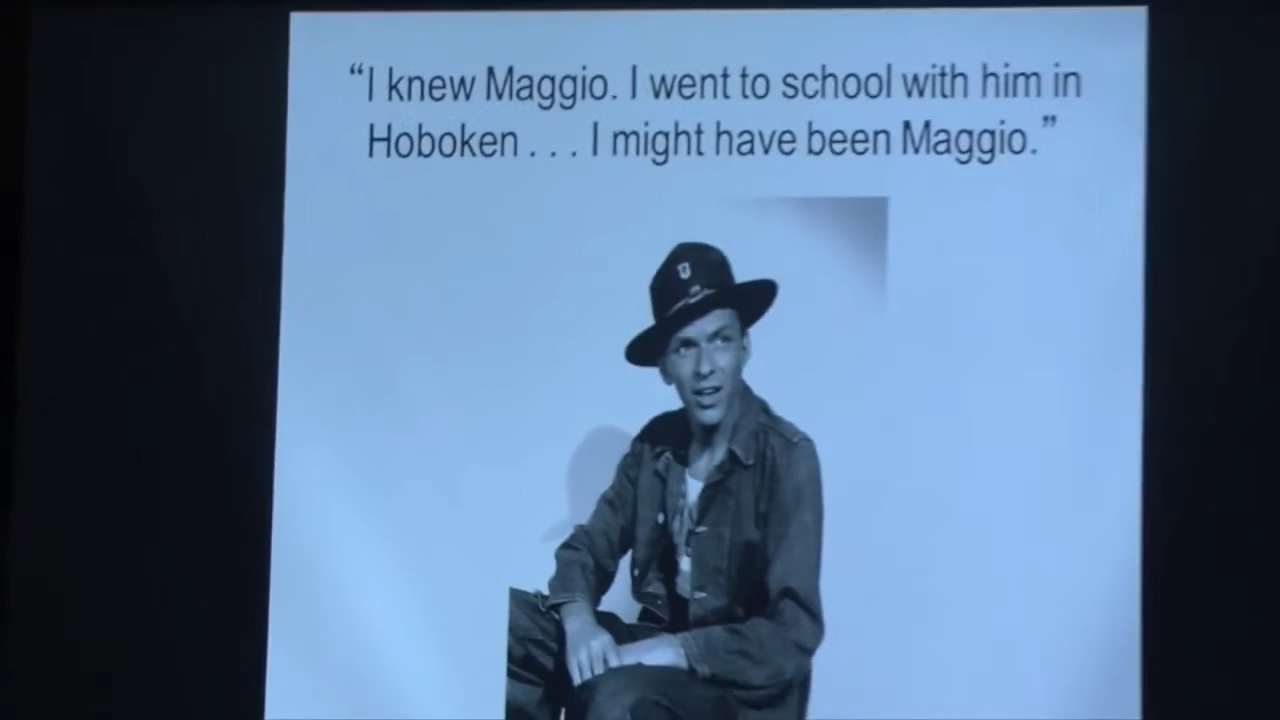 “I knew Maggio. I went to school with him in
Hoboken . . . I might have been Maggio.”